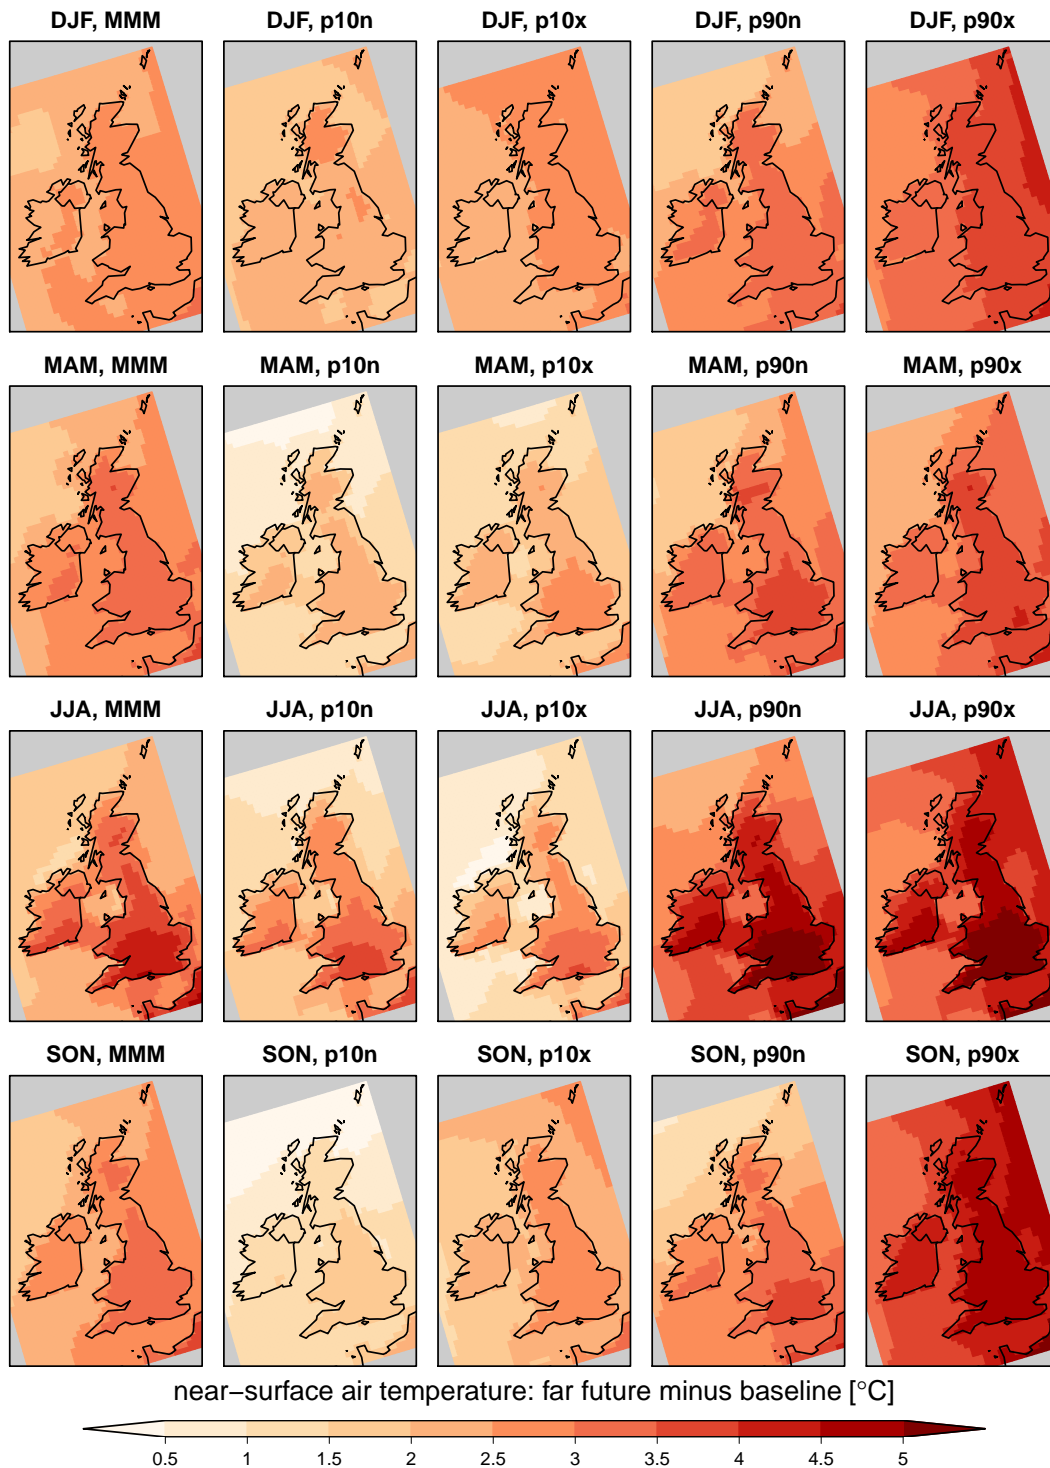 DJF, MMM DJF, p10n DJF, p10x DJF, p90n DJF, p90x
MAM, MMM MAM, p10n MAM, p10x MAM, p90n MAM, p90x
JJA, MMM JJA, p10n JJA, p10x JJA, p90n JJA, p90x
SON, MMM SON, p10n SON, p10x SON, p90n SON, p90x
near−surface air temperature: far future minus baseline [°C]
0.5 1 1.5 2 2.5 3 3.5 4 4.5 5